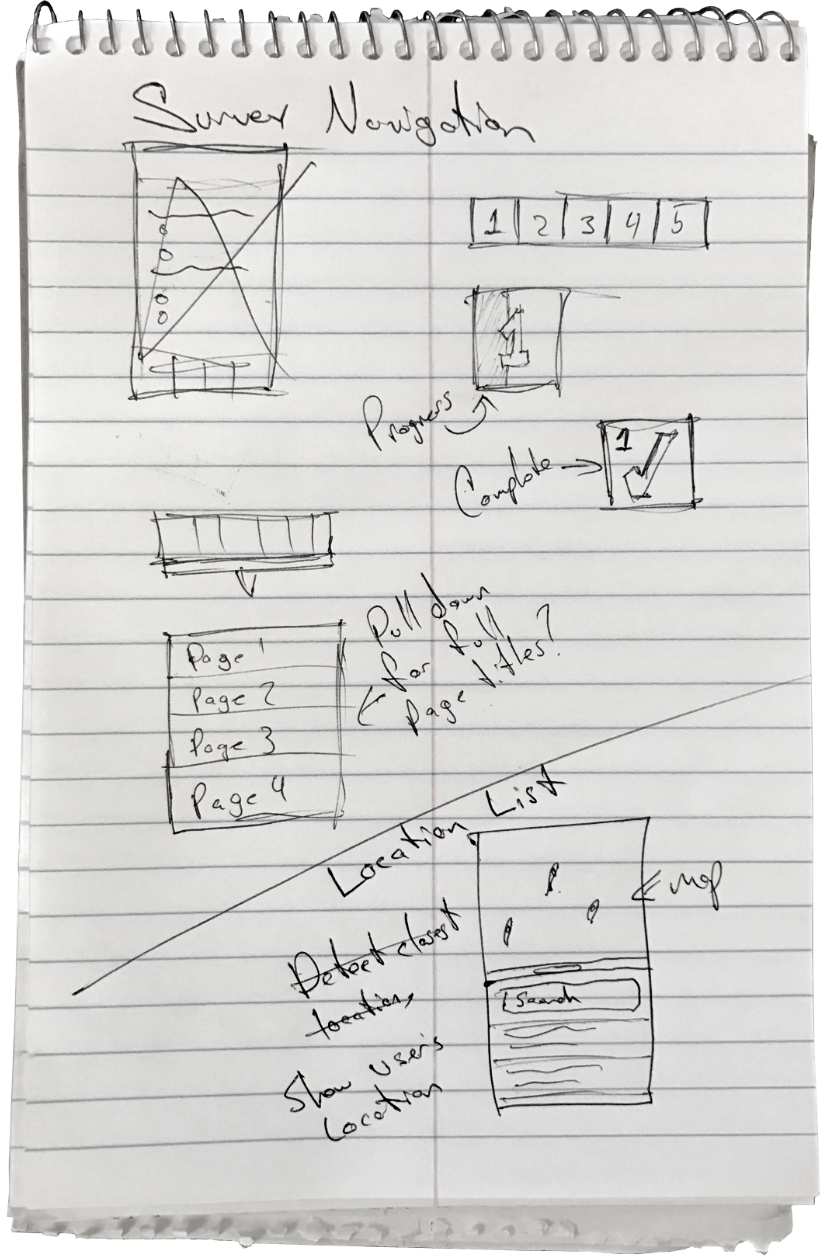 Survey Navigation
1 2 3 4 5
1
Progress
Complete
1
Pull down
for full
page titles?
Page 1
Page 2
Page 3
Page 4
Location List
map
Detect closest
location,
Search
Show user's
Location